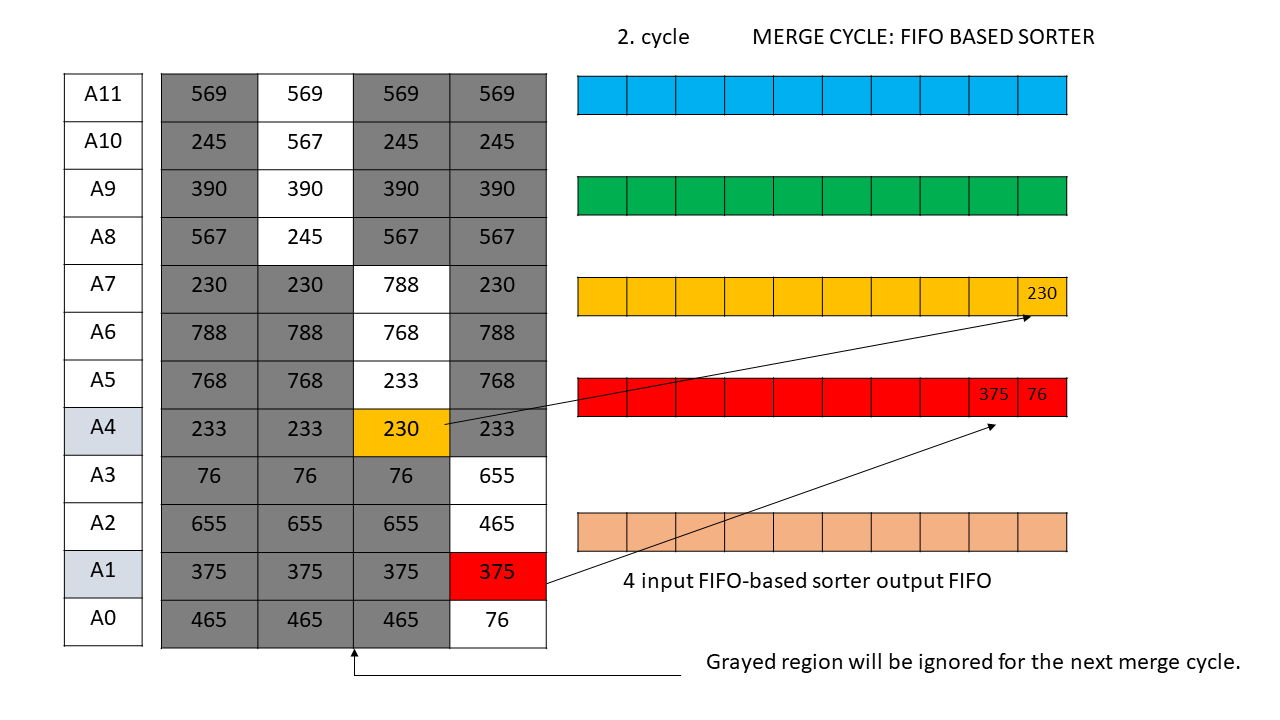 2. cycle MERGE CYCLE: FIFO BASED SORTER
A11 569 569 569 569
A10 245 567 245 245
A9 390 390 390 390
A8 567 245 567 567
A7 230 230 788 230
230
A6 788 788 768 788
A5 768 768 233 768
375 76
A4 233 233 230 233
A3 76 76 76 655
A2 655 655 655 465
A1 375 375 375 375
4 input FIFO-based sorter output FIFO
A0 465 465 465 76
Grayed region will be ignored for the next merge cycle.